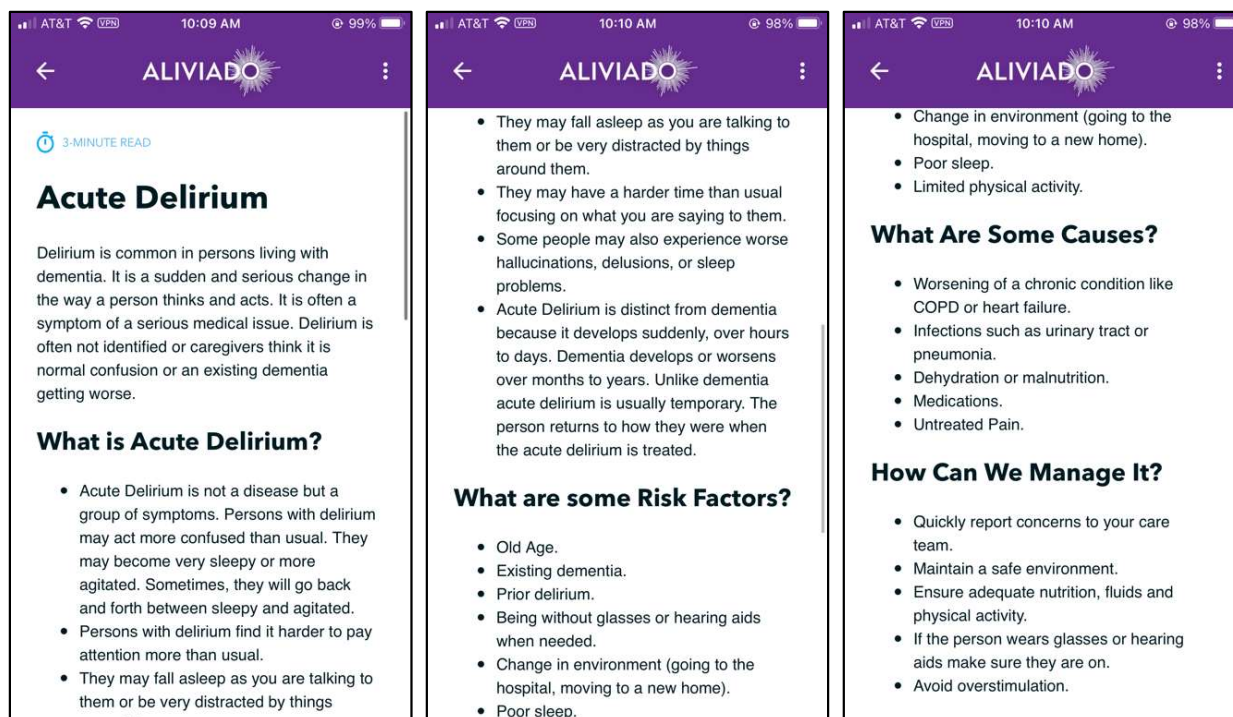 AT&T VPN 10:09 AM 99%
ALIVIADO
3-MINUTE READ
Acute Delirium
Delirium is common in persons living with
dementia. It is a sudden and serious change in
the way a person thinks and acts. It is often a
symptom of a serious medical issue. Delirium is
often not identified or caregivers think it is
normal confusion or an existing dementia
getting worse.
What is Acute Delirium?
• Acute Delirium is not a disease but a
group of symptoms. Persons with delirium
may act more confused than usual. They
may become very sleepy or more
agitated. Sometimes, they will go back
and forth between sleepy and agitated.
• Persons with delirium find it harder to pay
attention more than usual.
• They may fall asleep as you are talking to
them or be very distracted by things
AT&T VPN 10:10 AM 98%
ALIVIADO
• They may fall asleep as you are talking to
them or be very distracted by things
around them.
• They may have a harder time than usual
focusing on what you are saying to them.
• Some people may also experience worse
hallucinations, delusions, or sleep
problems.
• Acute Delirium is distinct from dementia
because it develops suddenly, over hours
to days. Dementia develops or worsens
over months to years. Unlike dementia
acute delirium is usually temporary. The
person returns to how they were when
the acute delirium is treated.
What are some Risk Factors?
• Old Age.
• Existing dementia.
• Prior delirium.
• Being without glasses or hearing aids
when needed.
• Change in environment (going to the
hospital, moving to a new home).
• Poor sleep.
AT&T VPN 10:10 AM 98%
ALIVIADO
• Change in environment (going to the
hospital, moving to a new home).
• Poor sleep.
• Limited physical activity.
What Are Some Causes?
• Worsening of a chronic condition like
COPD or heart failure.
• Infections such as urinary tract or
pneumonia.
• Dehydration or malnutrition.
• Medications.
• Untreated Pain.
How Can We Manage It?
• Quickly report concerns to your care
team.
• Maintain a safe environment.
• Ensure adequate nutrition, fluids and
physical activity.
• If the person wears glasses or hearing
aids make sure they are on.
• Avoid overstimulation.